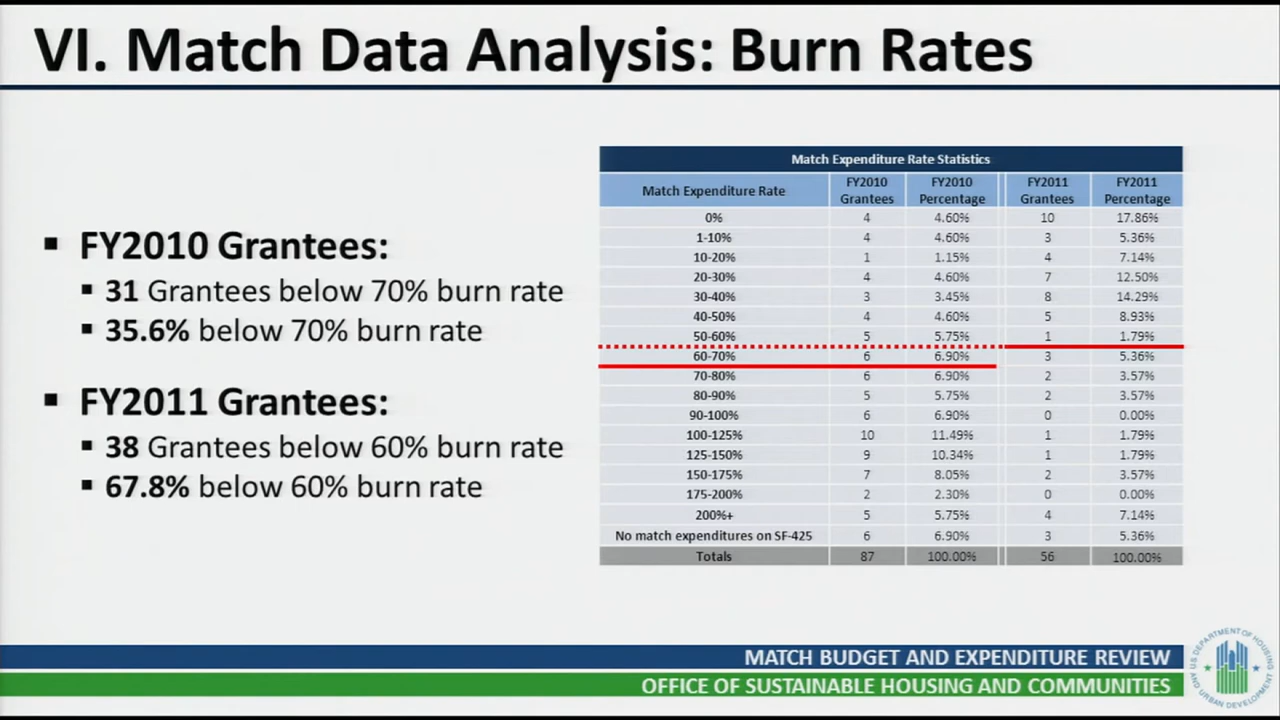 VI. Match Data Analysis: Burn Rates
▪ FY2010 Grantees:
▪ 31 Grantees below 70% burn rate
▪ 35.6% below 70% burn rate
▪ FY2011 Grantees:
▪ 38 Grantees below 60% burn rate
▪ 67.8% below 60% burn rate
Match Expenditure Rate Statistics
Match Expenditure Rate FY2010 Grantees FY2010 Percentage FY2011 Grantees FY2011 Percentage
0% 4 4.60% 10 17.86%
1-10% 4 4.60% 3 5.36%
10-20% 1 1.15% 4 7.14%
20-30% 4 4.60% 7 12.50%
30-40% 3 3.45% 8 14.29%
40-50% 4 4.60% 5 8.93%
50-60% 5 5.75% 1 1.79%
60-70% 6 6.90% 3 5.36%
70-80% 6 6.90% 2 3.57%
80-90% 5 5.75% 2 3.57%
90-100% 6 6.90% 0 0.00%
100-125% 10 11.49% 1 1.79%
125-150% 9 10.34% 1 1.79%
150-175% 7 8.05% 2 3.57%
175-200% 2 2.30% 0 0.00%
200%+ 5 5.75% 4 7.14%
No match expenditures on SF-425 6 6.90% 3 5.36%
Totals 87 100.00% 56 100.00%
MATCH BUDGET AND EXPENDITURE REVIEW
OFFICE OF SUSTAINABLE HOUSING AND COMMUNITIES
U.S. DEPARTMENT OF HOUSING AND URBAN DEVELOPMENT